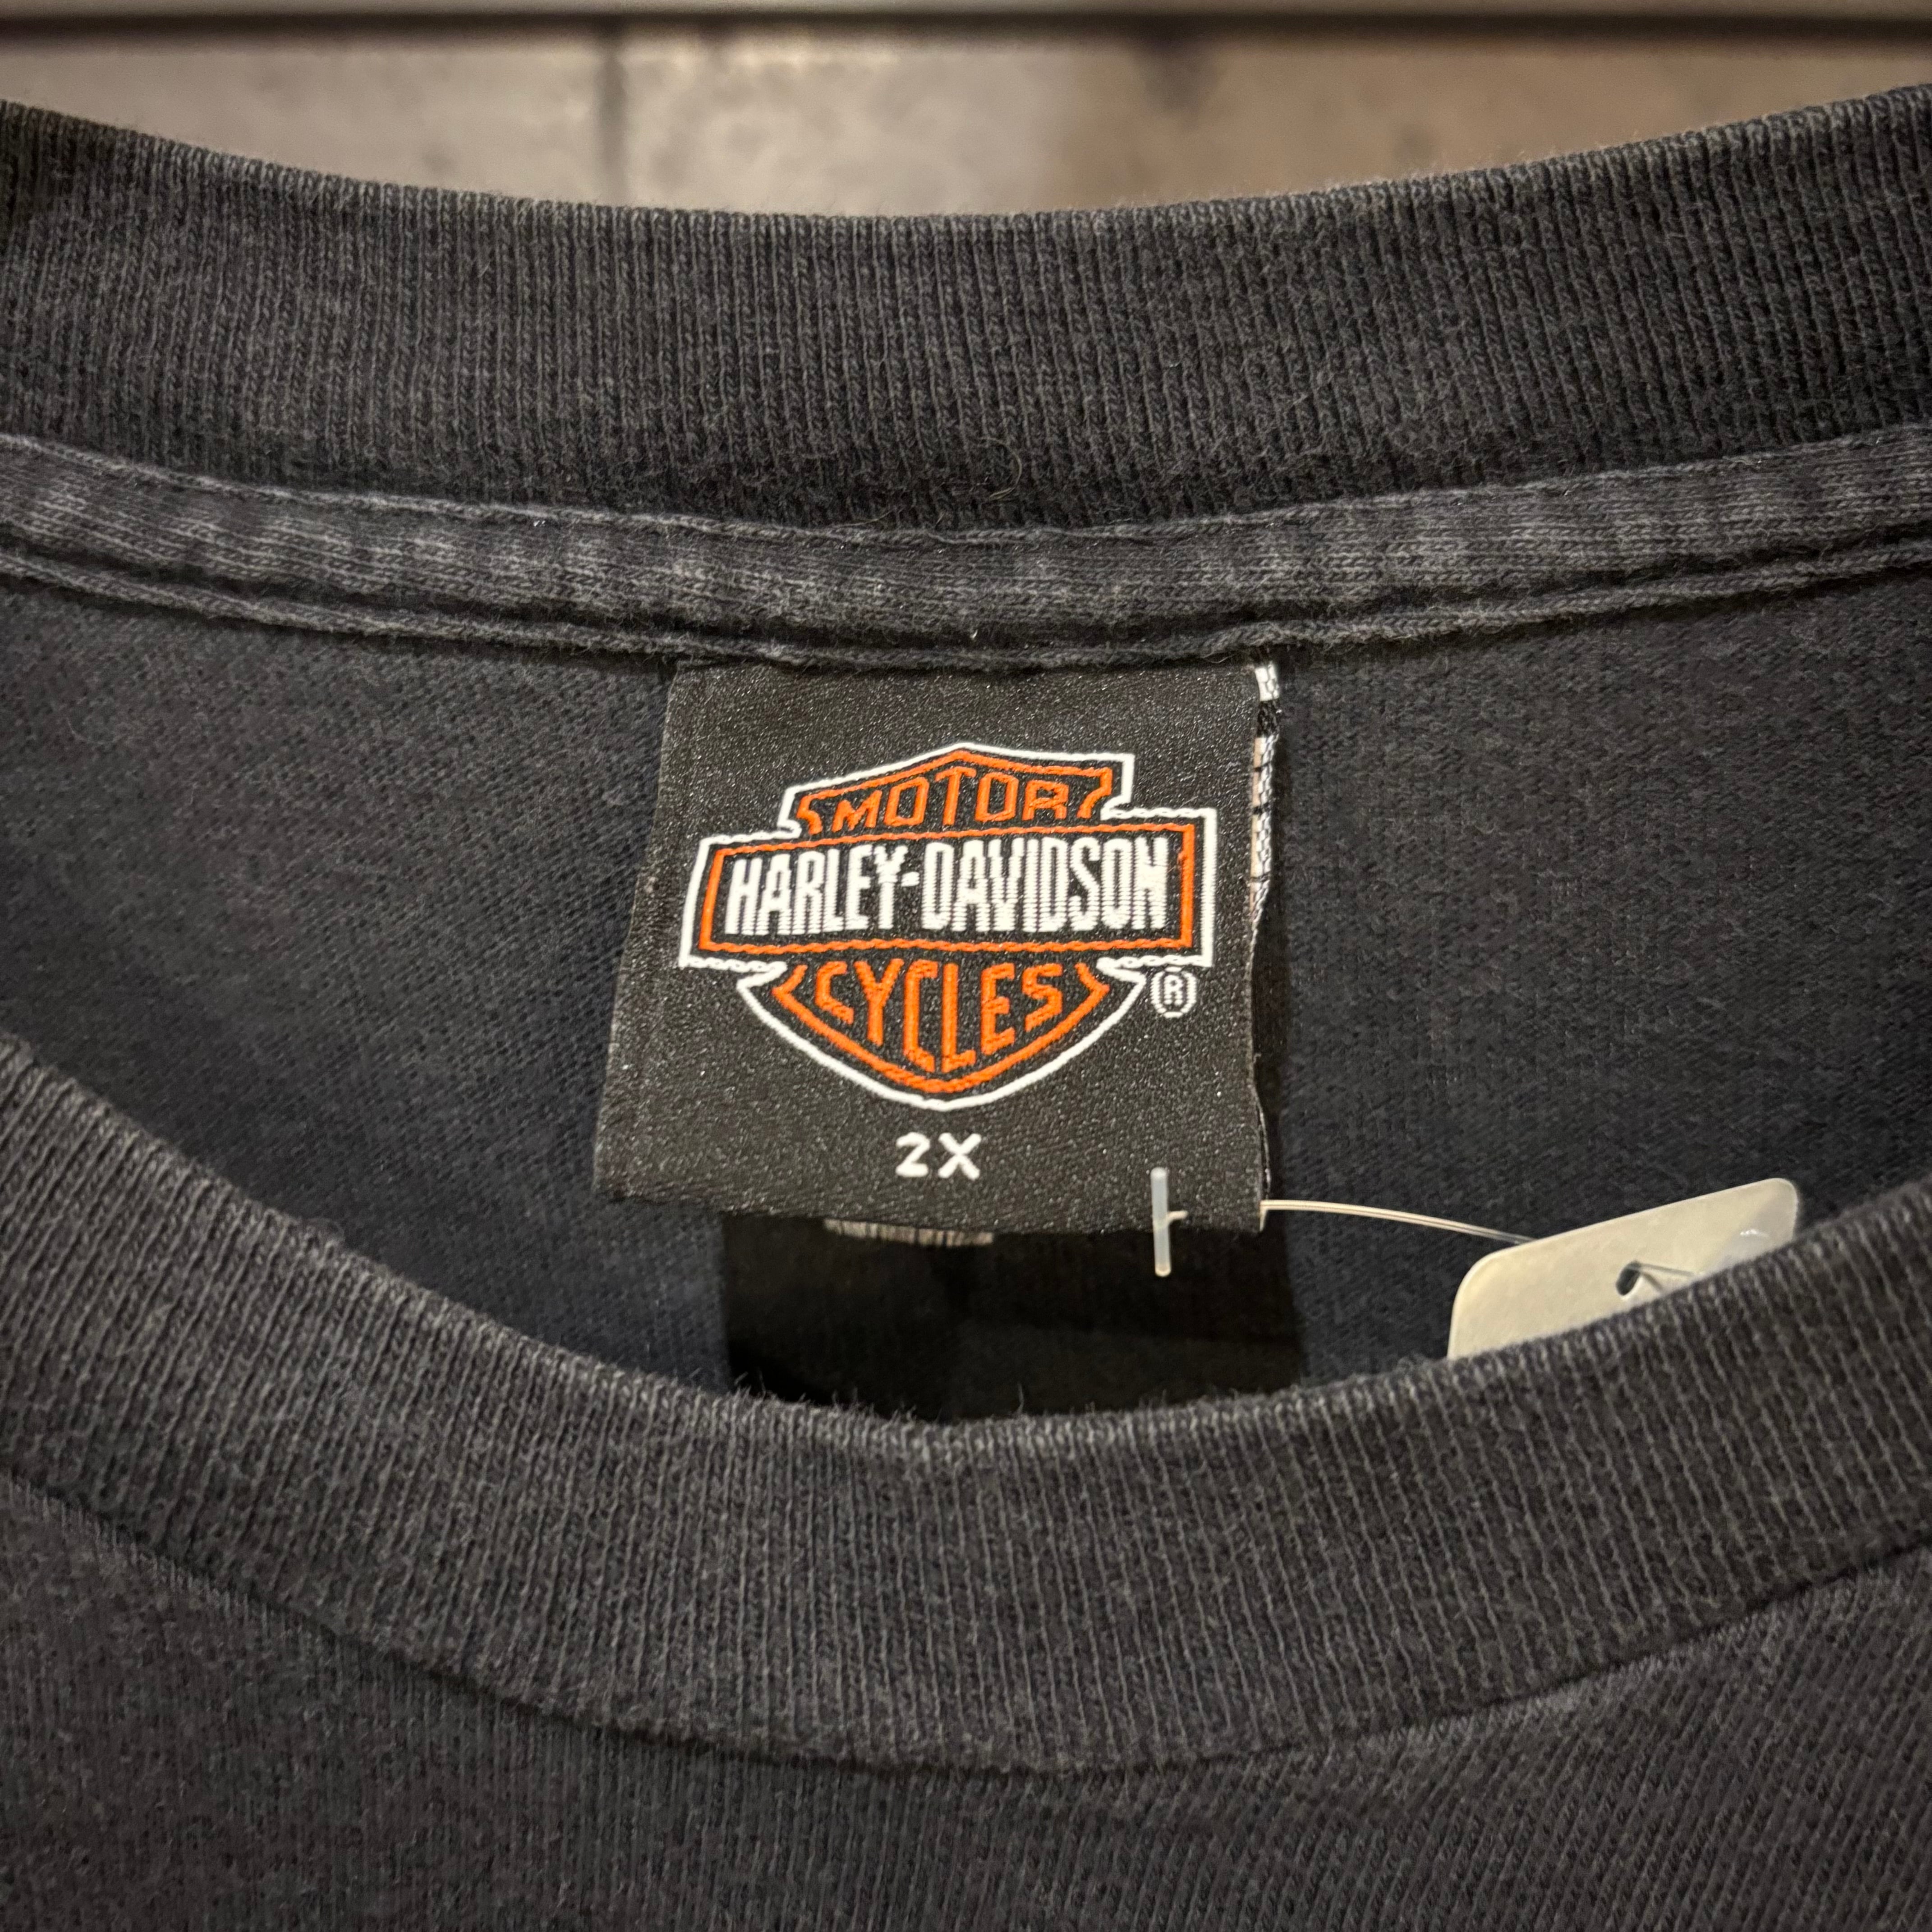 MOTOR
HARLEY-DAVIDSON
CYCLES
®
2X